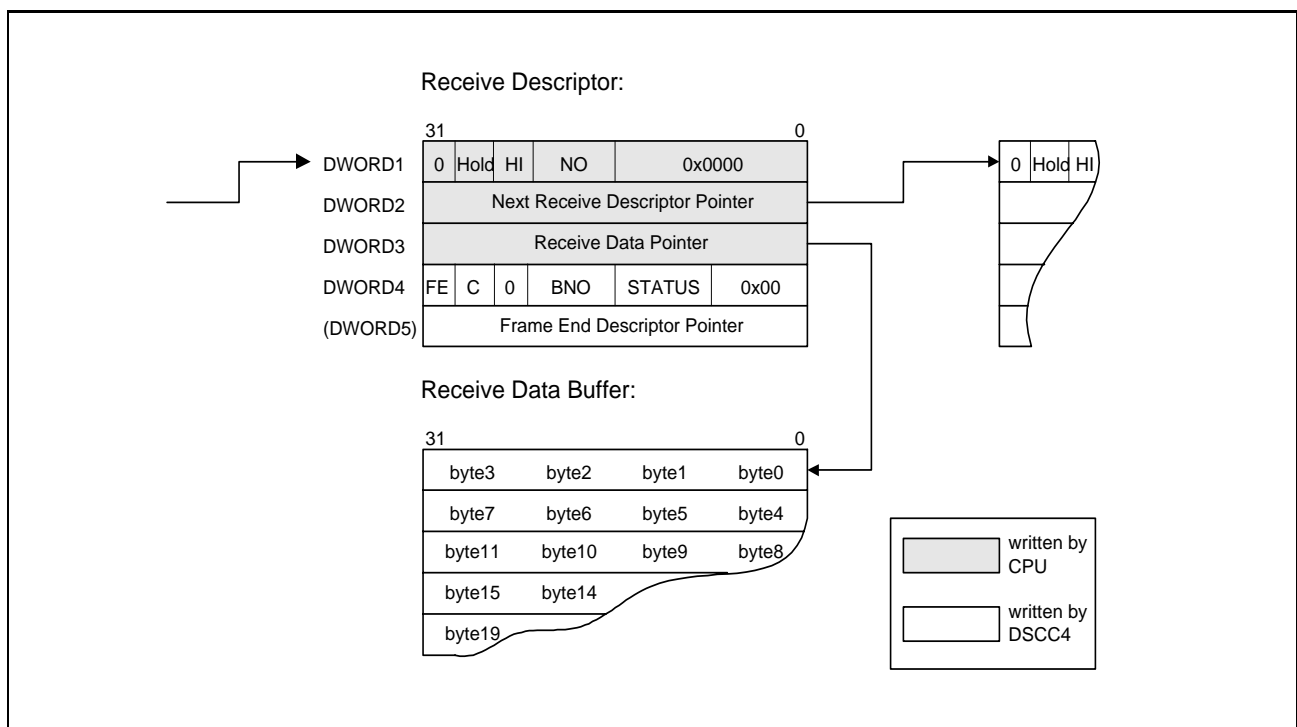 Receive Descriptor:
31 0
DWORD1 0 Hold HI NO 0x0000 0 Hold HI
DWORD2 Next Receive Descriptor Pointer
DWORD3 Receive Data Pointer
DWORD4 FE C 0 BNO STATUS 0x00
(DWORD5) Frame End Descriptor Pointer
Receive Data Buffer:
31 0
byte3 byte2 byte1 byte0
byte7 byte6 byte5 byte4
byte11 byte10 byte9 byte8
byte15 byte14
byte19
written by
CPU
written by
DSCC4